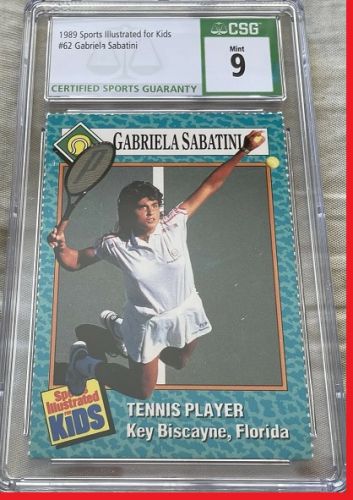 1989 Sports Illustrated for Kids
#62 Gabriela Sabatini
CERTIFIED SPORTS GUARANTY
CSG
Mint
9
GABRIELA SABATINI
Sports
Illustrated
FOR
KIDS
TENNIS PLAYER
Key Biscayne, Florida